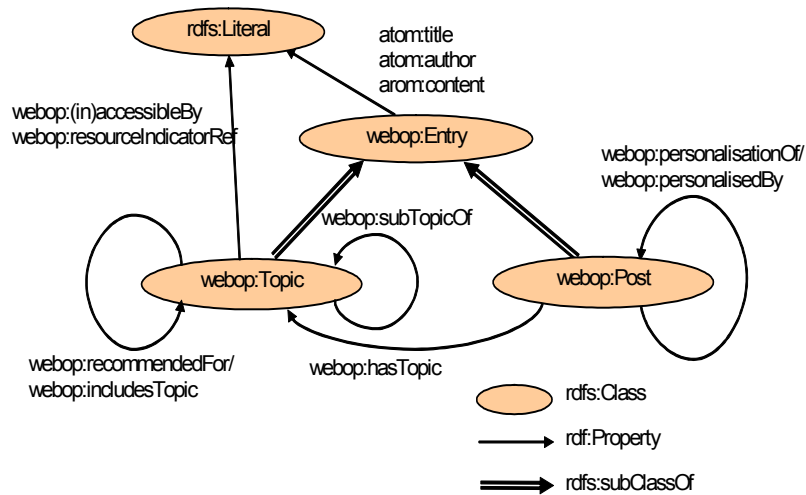 rdfs:Literal
atom:title
atom:author
arom:content
webop:(in)accessibleBy
webop:resourceIndicatorRef
webop:Entry
webop:personalisationOf/
webop:personalisedBy
webop:subTopicOf
webop:Topic
webop:Post
webop:recommendedFor/
webop:includesTopic
webop:hasTopic
rdfs:Class
rdf:Property
rdfs:subClassOf